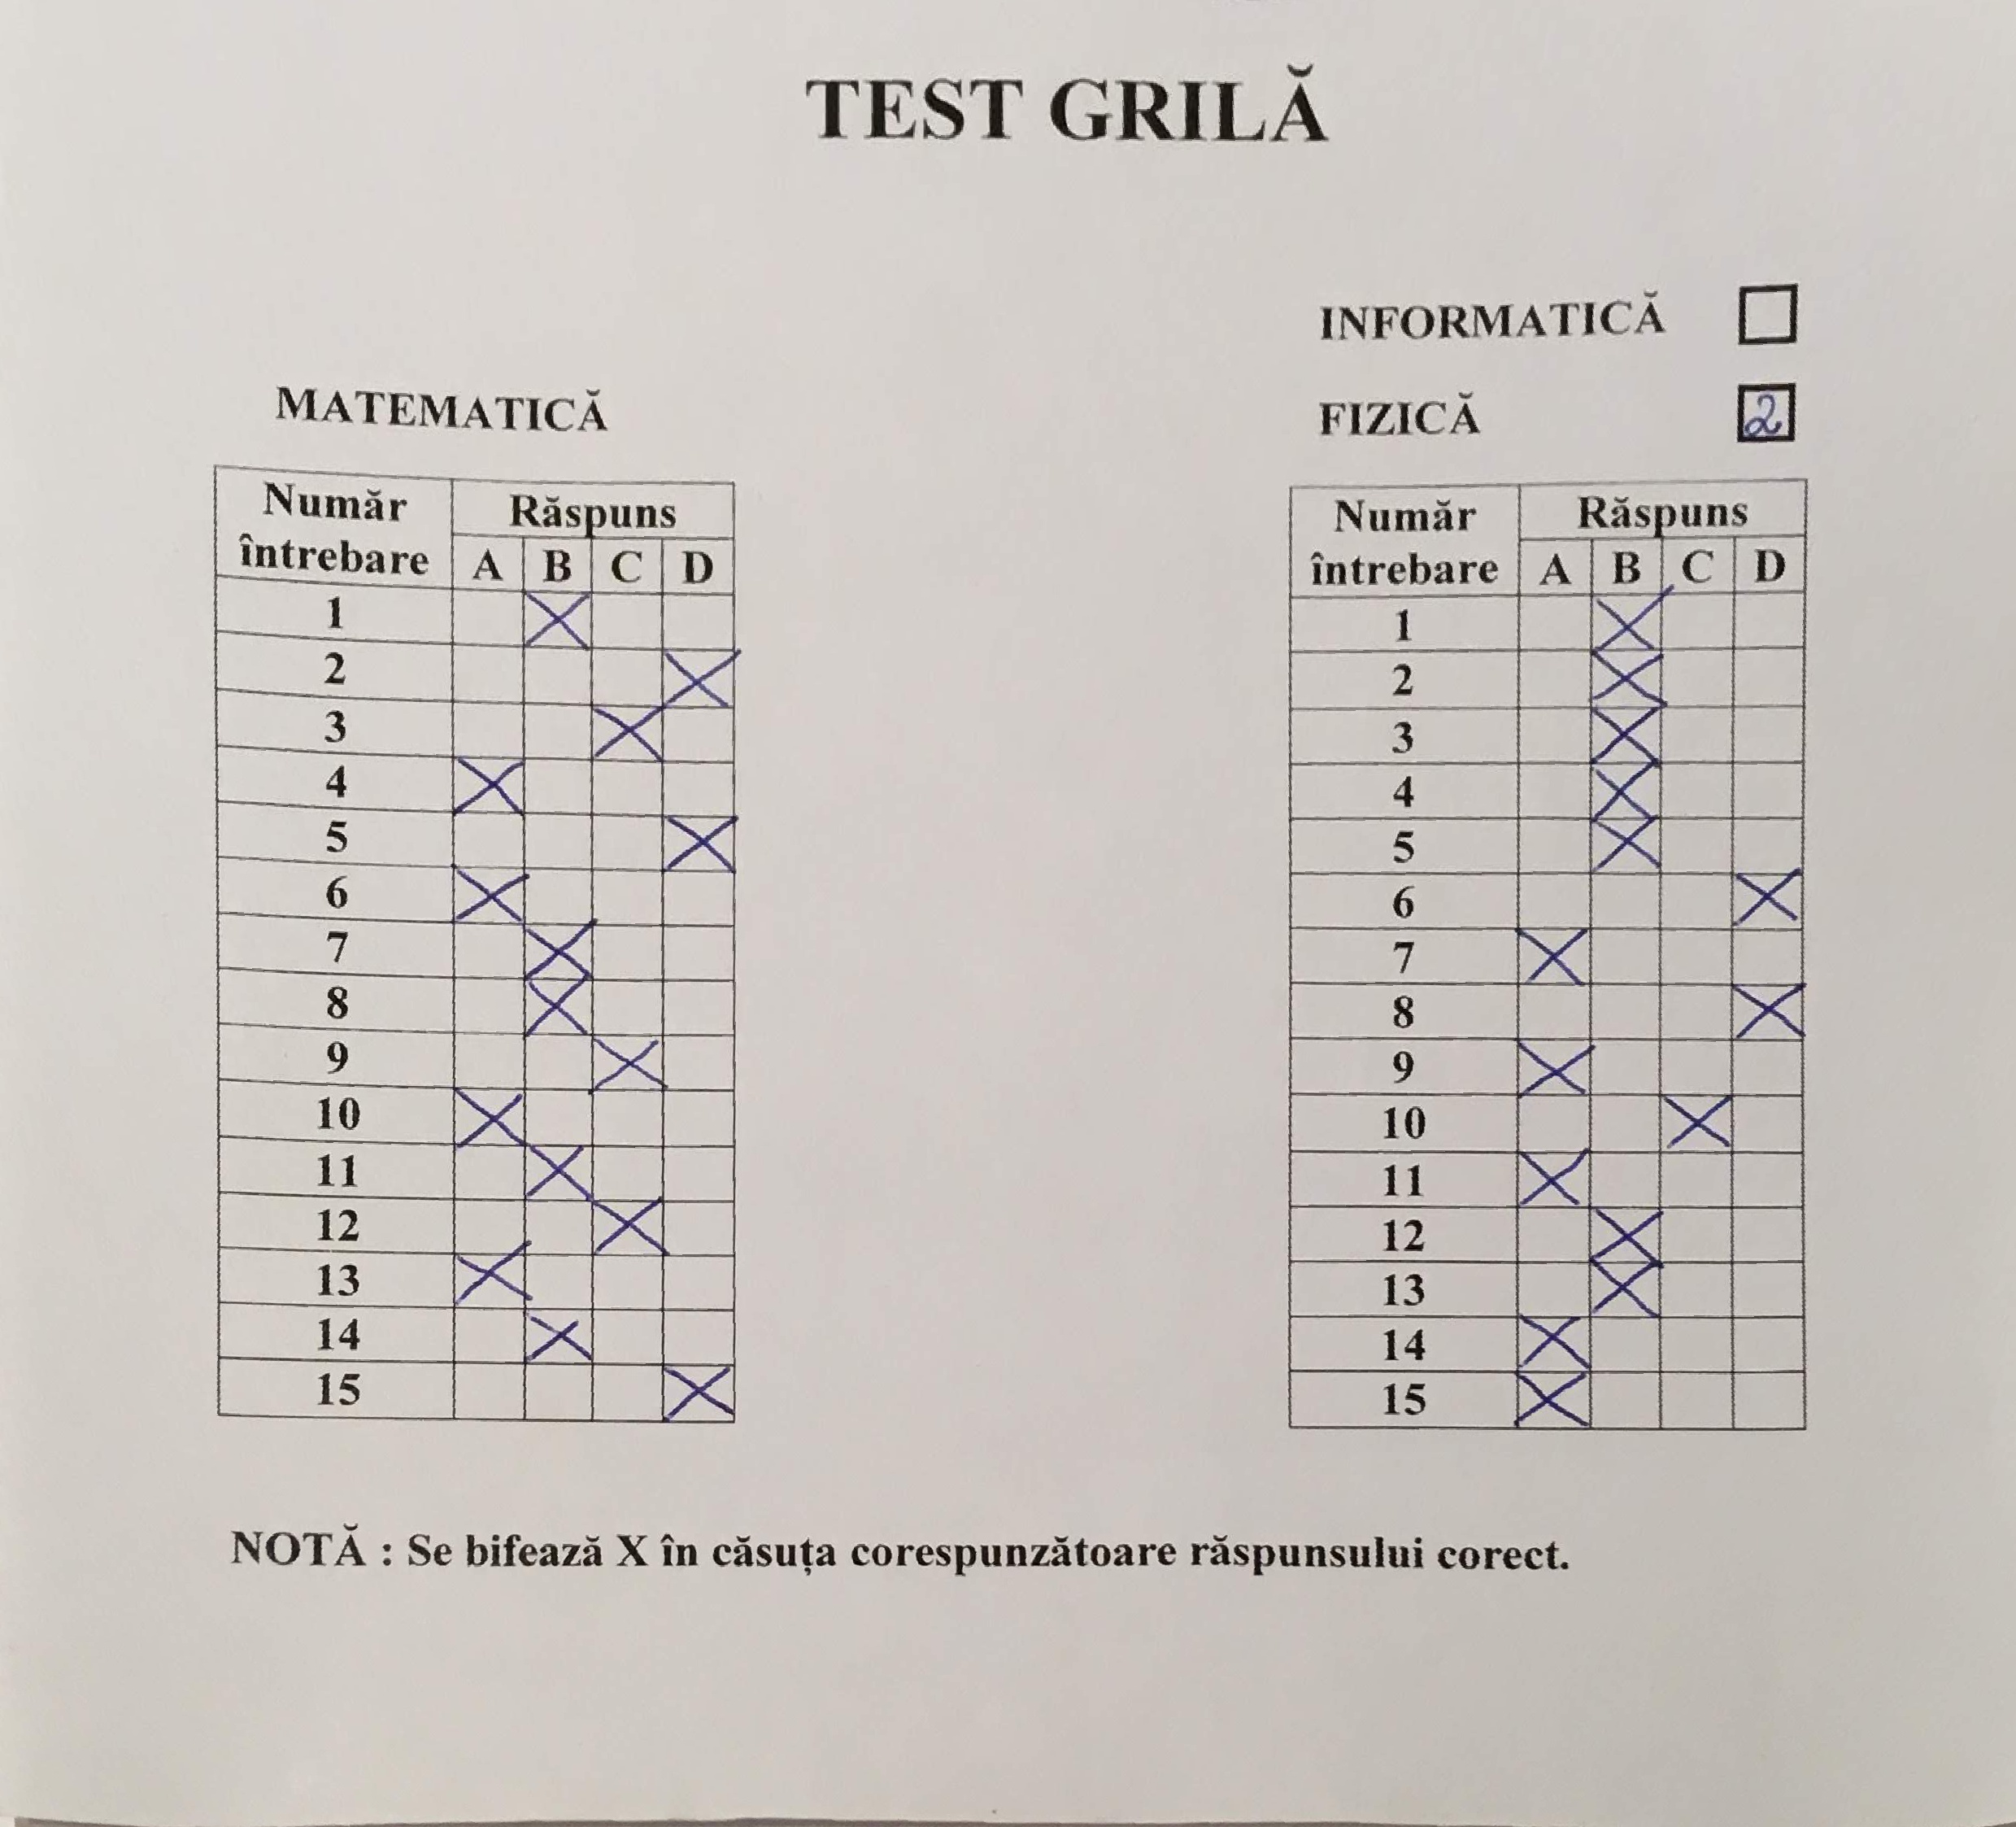 TEST GRILĂ
INFORMATICĂ
FIZICĂ 2
MATEMATICĂ
Număr întrebare Răspuns
A B C D
1 X
2 X
3 X
4 X
5 X
6 X
7 X
8 X
9 X
10 X
11 X
12 X
13 X
14 X
15 X
Număr întrebare Răspuns
A B C D
1 X
2 X
3 X
4 X
5 X
6 X
7 X
8 X
9 X
10 X
11 X
12 X
13 X
14 X
15 X
NOTĂ : Se bifează X în căsuța corespunzătoare răspunsului corect.